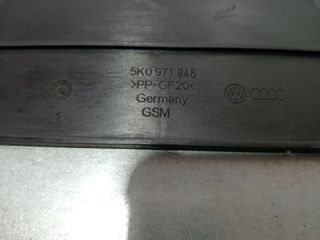 5K0 971 846
>PP-GF20<
Germany
GSM